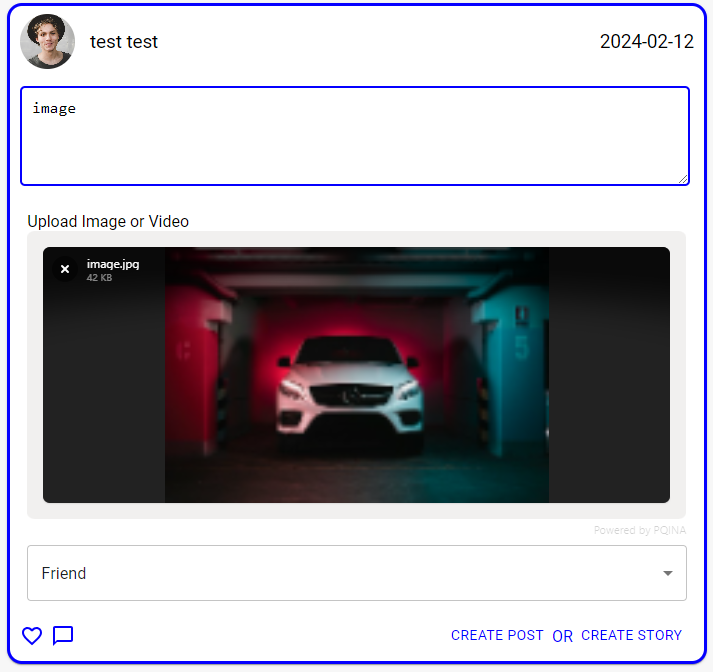 test test
2024-02-12
image
Upload Image or Video
image.jpg
42 KB
5
Powered by PQINA
Friend
CREATE POST OR CREATE STORY